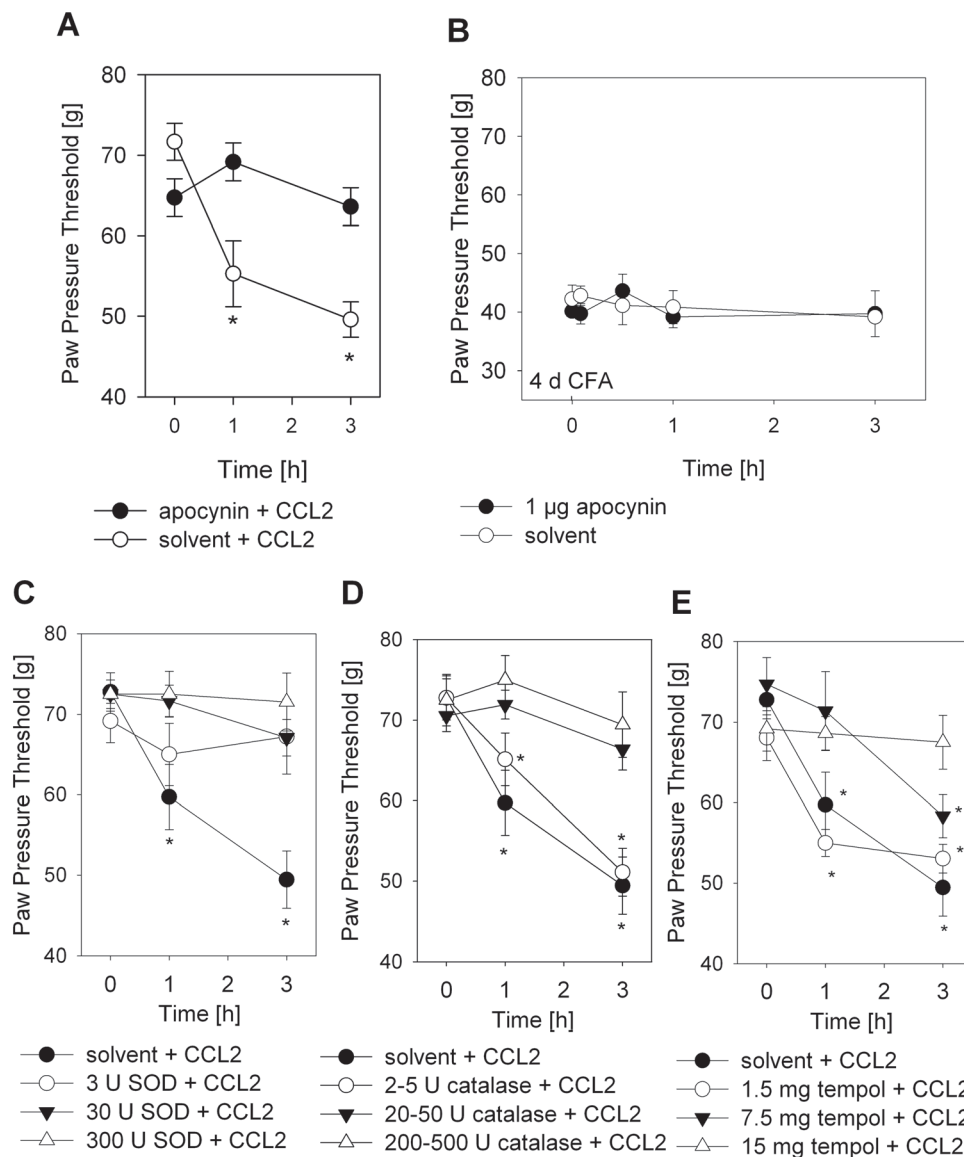 A
80
70
60
50
40
Paw Pressure Threshold [g]
0 1 2 3
Time [h]
*
*
apocynin + CCL2
solvent + CCL2
B
80
70
60
50
40
30
Paw Pressure Threshold [g]
4 d CFA
0 1 2 3
Time [h]
1 µg apocynin
solvent
C
80
70
60
50
40
Paw Pressure Threshold [g]
0 1 2 3
Time [h]
*
*
solvent + CCL2
3 U SOD + CCL2
30 U SOD + CCL2
300 U SOD + CCL2
D
80
70
60
50
40
Paw Pressure Threshold [g]
0 1 2 3
Time [h]
*
*
*
*
solvent + CCL2
2-5 U catalase + CCL2
20-50 U catalase + CCL2
200-500 U catalase + CCL2
E
80
70
60
50
40
Paw Pressure Threshold [g]
0 1 2 3
Time [h]
*
*
*
*
*
solvent + CCL2
1.5 mg tempol + CCL2
7.5 mg tempol + CCL2
15 mg tempol + CCL2